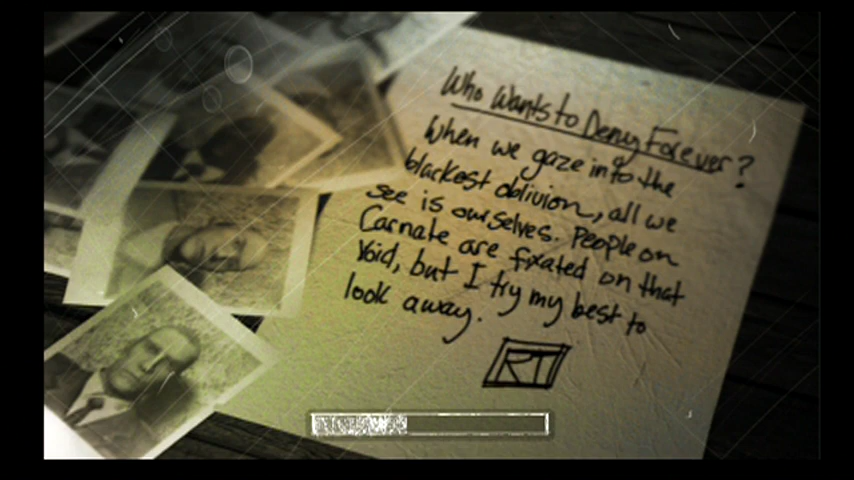 Who Wants to Deny Forever?
When we gaze into the
blackest oblivion, all we
see is ourselves. People on
Carnate are fixated on that
Void, but I try my best to
look away.
RT